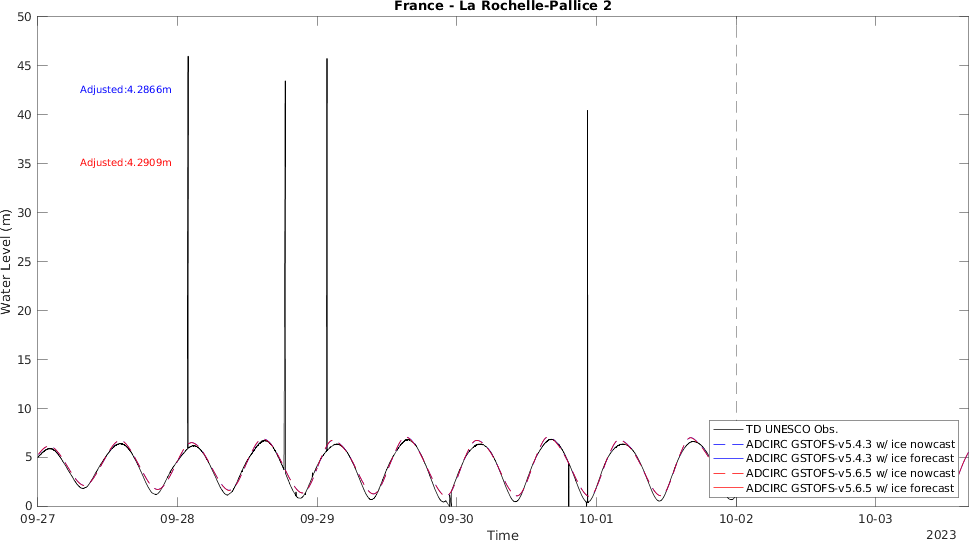 France - La Rochelle-Pallice 2
50
45
40
35
30
25
20
15
10
5
0
Water Level (m)
Adjusted:4.2866m
Adjusted:4.2909m
TD UNESCO Obs.
ADCIRC GSTOFS-v5.4.3 w/ ice nowcast
ADCIRC GSTOFS-v5.4.3 w/ ice forecast
ADCIRC GSTOFS-v5.6.5 w/ ice nowcast
ADCIRC GSTOFS-v5.6.5 w/ ice forecast
09-27 09-28 09-29 09-30 10-01 10-02 10-03
Time
2023